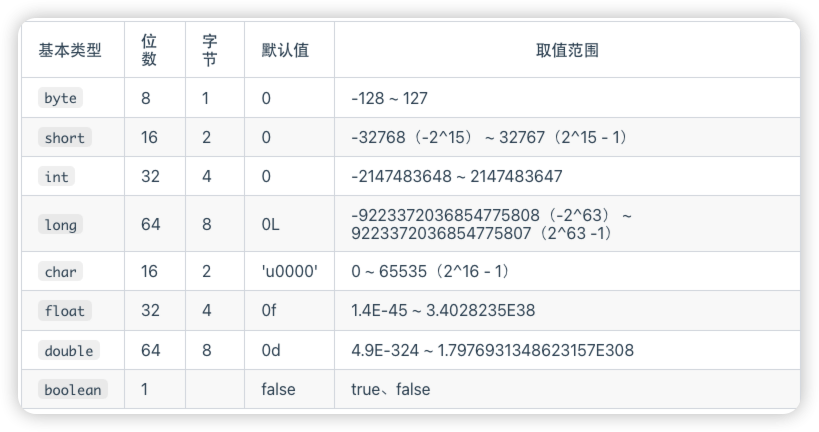 基本类型 位数 字节 默认值 取值范围
byte 8 1 0 -128 ~ 127
short 16 2 0 -32768（-2^15） ~ 32767（2^15 - 1）
int 32 4 0 -2147483648 ~ 2147483647
long 64 8 0L -9223372036854775808（-2^63） ~
9223372036854775807（2^63 -1）
char 16 2 'u0000' 0 ~ 65535（2^16 - 1）
float 32 4 0f 1.4E-45 ~ 3.4028235E38
double 64 8 0d 4.9E-324 ~ 1.7976931348623157E308
boolean 1 false true、false